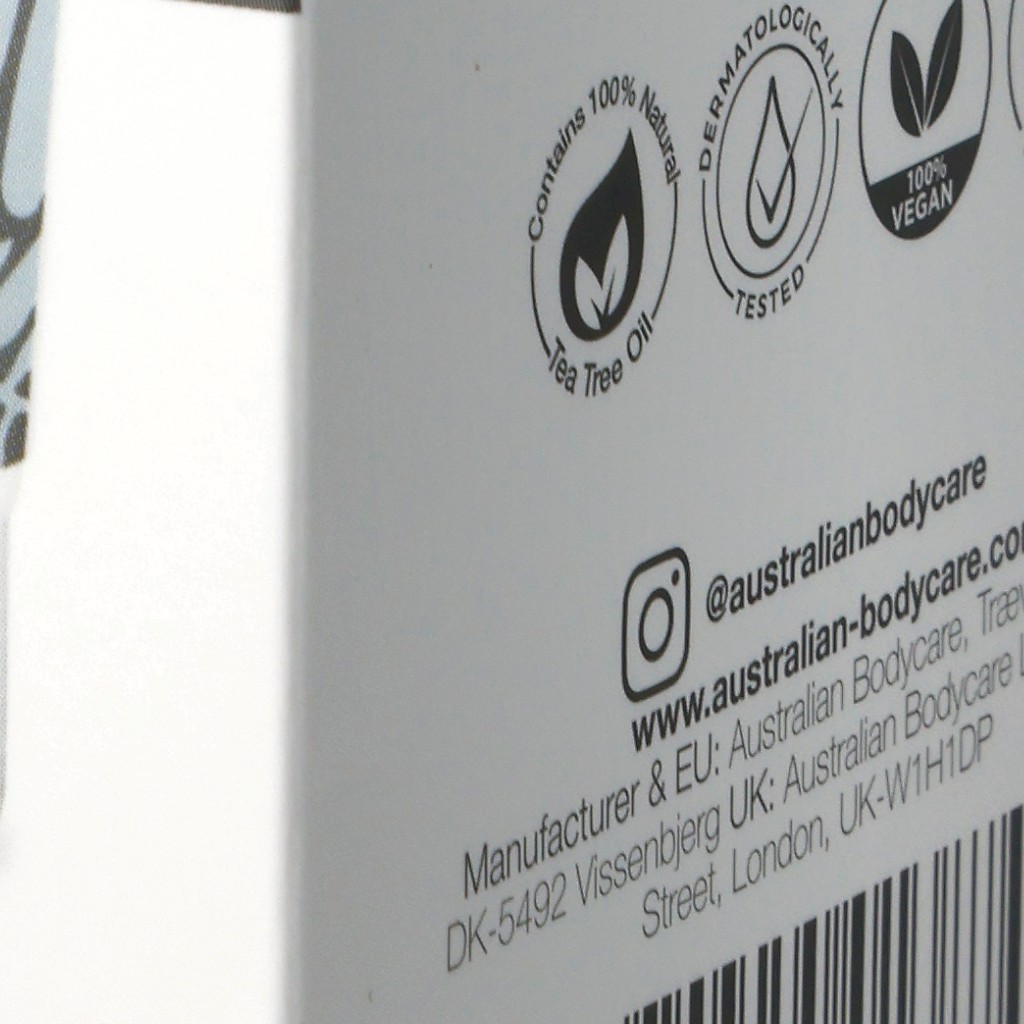 Contains 100% Natural
Tea Tree Oil
DERMATOLOGICALLY
TESTED
100%
VEGAN
@australianbodycare
www.australian-bodycare.co
Manufacturer & EU: Australian Bodycare,
DK-5492 Vissenbjerg UK: Australian Bodycare
Street, London, UK-W1H1DP